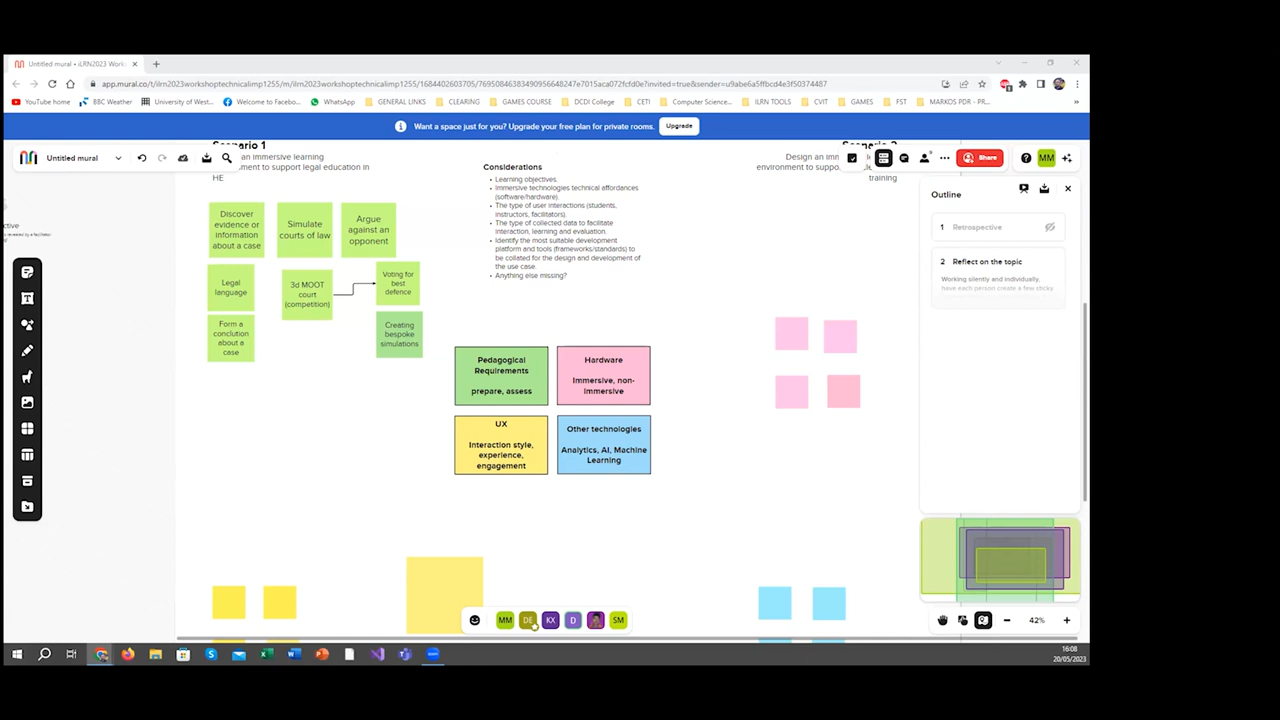 Untitled mural • iLRN2023 Work
app.mural.co/t/ilrn2023workshoptechnicalimp1255/m/ilrn2023workshoptechnicalimp1255/1684402603705/76950846383490956648247e7015aca072fcfd0e?invited=true&sender=u9abe6a5ffbcd4e3f50374487
YouTube home
BBC Weather
University of West...
Welcome to Facebo...
WhatsApp
GENERAL LINKS
CLEARING
GAMES COURSE
DCDI College
CETI
Computer Science...
ILRN TOOLS
CVIT
GAMES
FST
MARKOS PDR - PR...
Want a space just for you? Upgrade your free plan for private rooms.
Upgrade
Untitled mural
Share
MM
Scenario 1
an immersive learning
ment to support legal education in
HE
Considerations
• Learning objectives.
• Immersive technologies technical affordances
(software/hardware).
• The type of user interactions (students,
instructors, facilitators).
• The type of collected data to facilitate
interaction, learning and evaluation.
• Identify the most suitable development
platform and tools (frameworks/standards) to
be collated for the design and development of
the use case.
• Anything else missing?
Design an imm
environment to suppo
training
Outline
1 Retrospective
2 Reflect on the topic
Working silently and individually,
have each person create a few sticky
ctive
Discover
evidence or
information
about a case
Simulate
courts of law
Argue
against an
opponent
Legal
language
3d MOOT
court
(competition)
Voting for
best
defence
Form a
conclution
about a
case
Creating
bespoke
simulations
Pedagogical
Requirements
prepare, assess
Hardware
Immersive, non-
immersive
UX
Interaction style,
experience,
engagement
Other technologies
Analytics, AI, Machine
Learning
MM
DE
KX
D
SM
42%
16:08
20/05/2023